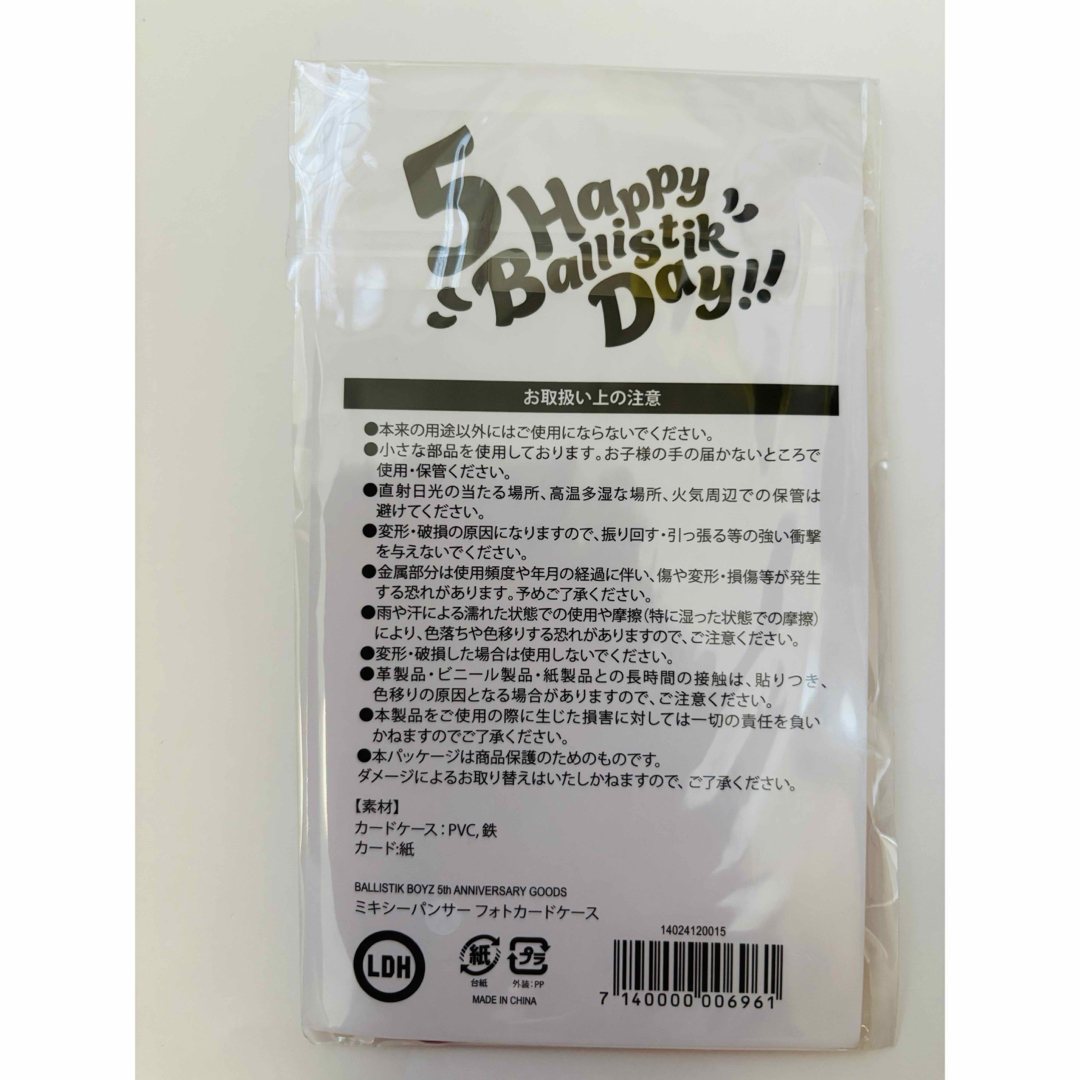 5 Happy
Ballistik
Day!!
お取扱い上の注意
●本来の用途以外にはご使用にならないでください。
●小さな部品を使用しております。お子様の手の届かないところで
使用・保管ください。
●直射日光の当たる場所、高温多湿な場所、火気周辺での保管は
避けてください。
●変形・破損の原因になりますので、振り回す・引っ張る等の強い衝撃
を与えないでください。
●金属部分は使用頻度や年月の経過に伴い、傷や変形・損傷等が発生
する恐れがあります。予めご了承ください。
●雨や汗による濡れた状態での使用や摩擦(特に湿った状態での摩擦)
により、色落ちや色移りする恐れがありますので、ご注意ください。
●変形・破損した場合は使用しないでください。
●革製品・ビニール製品・紙製品との長時間の接触は、貼りつき、
色移りの原因となる場合がありますので、ご注意ください。
●本製品をご使用の際に生じた損害に対しては一切の責任を負い
かねますのでご了承ください。
●本パッケージは商品保護のためのものです。
ダメージによるお取り替えはいたしかねますので、ご了承ください。
【素材】
カードケース：PVC, 鉄
カード:紙
BALLISTIK BOYZ 5th ANNIVERSARY GOODS
ミキシーパンサー フォトカードケース
14024120015
LDH
紙
プラ
台紙
外装:PP
MADE IN CHINA
7 140000 006961